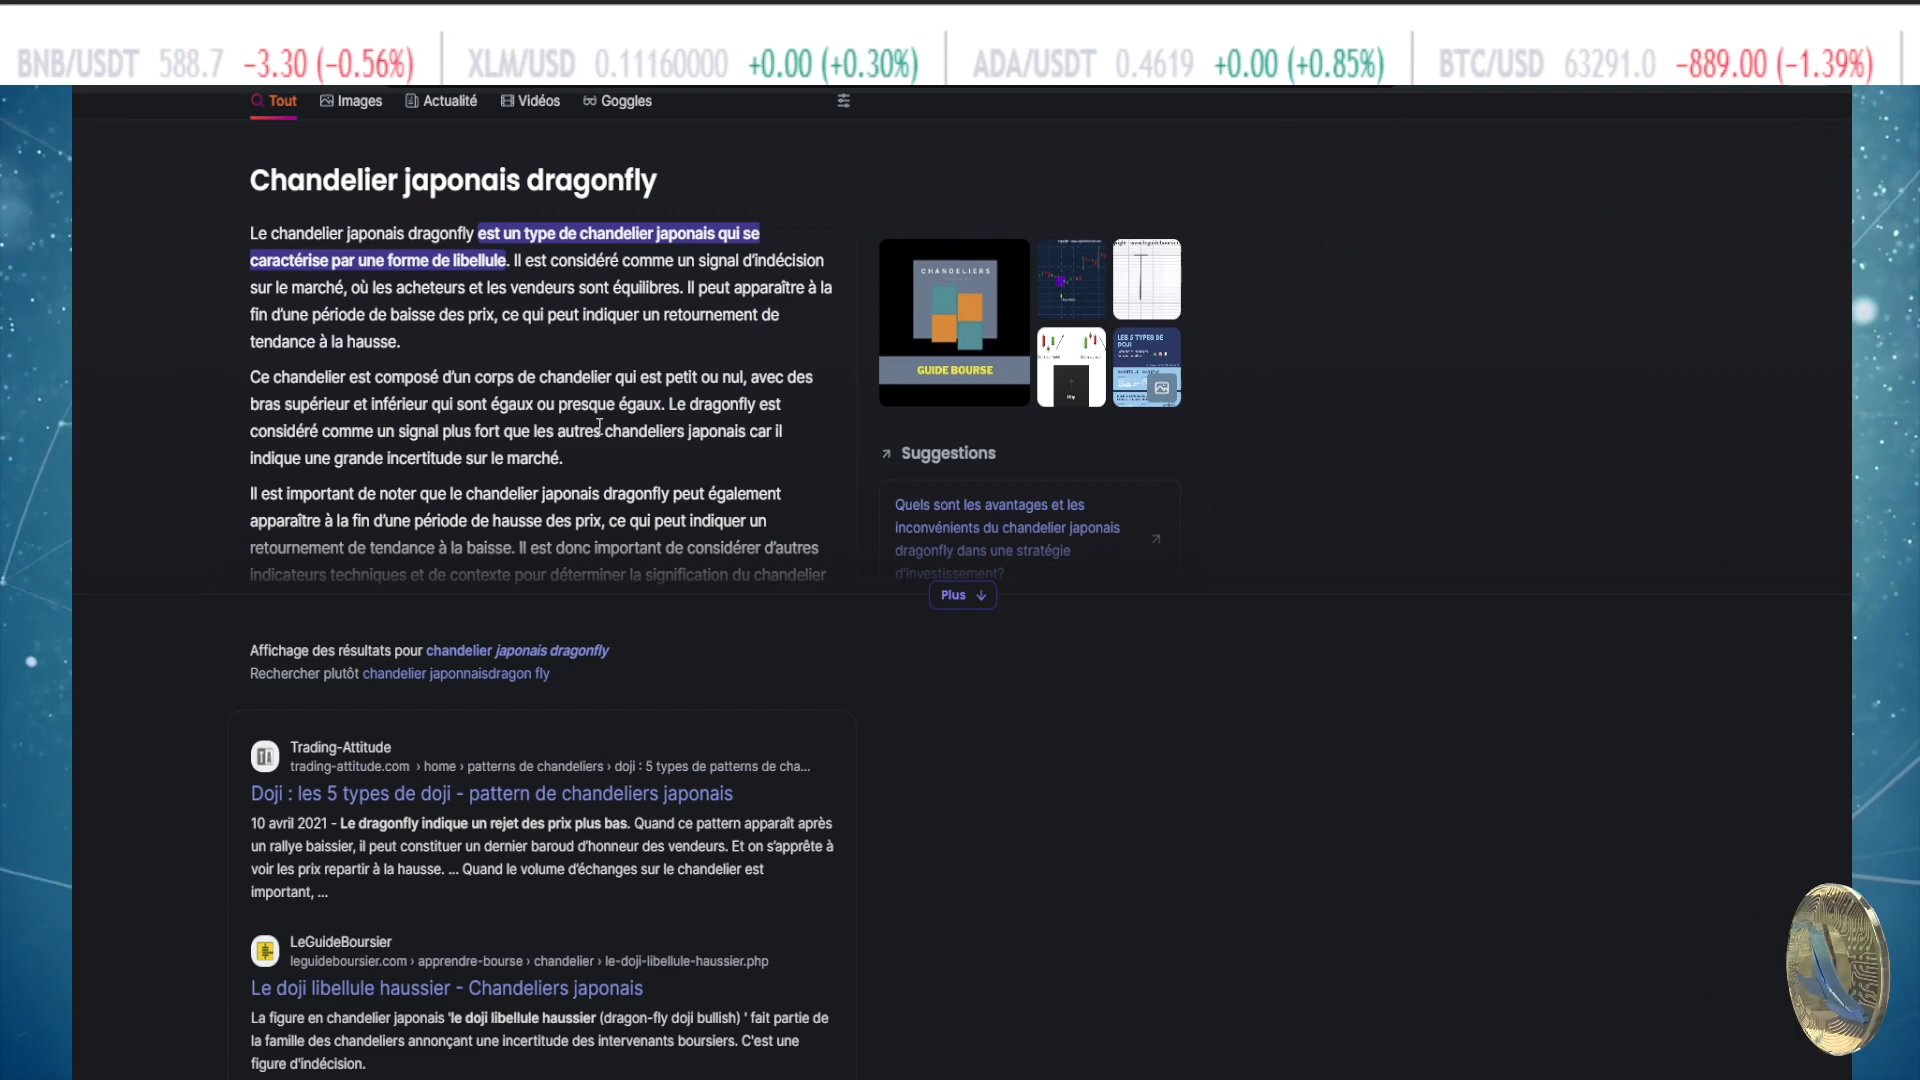 BNB/USDT 588.7 −3.30 (−0.56%) XLM/USD 0.11160000 +0.00 (+0.30%) ADA/USDT 0.4619 +0.00 (+0.85%) BTC/USD 63291.0 −889.00 (−1.39%)
Tout Images Actualité Vidéos Goggles
Chandelier japonais dragonfly
Le chandelier japonais dragonfly est un type de chandelier japonais qui se
caractérise par une forme de libellule. Il est considéré comme un signal d'indécision
sur le marché, où les acheteurs et les vendeurs sont équilibres. Il peut apparaître à la
fin d'une période de baisse des prix, ce qui peut indiquer un retournement de
tendance à la hausse.
Ce chandelier est composé d'un corps de chandelier qui est petit ou nul, avec des
bras supérieur et inférieur qui sont égaux ou presque égaux. Le dragonfly est
considéré comme un signal plus fort que les autres chandeliers japonais car il
indique une grande incertitude sur le marché.
Il est important de noter que le chandelier japonais dragonfly peut également
apparaître à la fin d'une période de hausse des prix, ce qui peut indiquer un
retournement de tendance à la baisse. Il est donc important de considérer d'autres
indicateurs techniques et de contexte pour déterminer la signification du chandelier
CHANDELIERS
GUIDE BOURSE
LES 5 TYPES DE
DOJI
Suggestions
Quels sont les avantages et les
inconvénients du chandelier japonais
dragonfly dans une stratégie
d'investissement?
Plus
Affichage des résultats pour chandelier japonais dragonfly
Rechercher plutôt chandelier japonnaisdragon fly
Trading-Attitude
trading-attitude.com › home › patterns de chandeliers › doji : 5 types de patterns de cha...
Doji : les 5 types de doji - pattern de chandeliers japonais
10 avril 2021 - Le dragonfly indique un rejet des prix plus bas. Quand ce pattern apparaît après
un rallye baissier, il peut constituer un dernier baroud d'honneur des vendeurs. Et on s'apprête à
voir les prix repartir à la hausse. ... Quand le volume d'échanges sur le chandelier est
important, ...
LeGuideBoursier
leguideboursier.com › apprendre-bourse › chandelier › le-doji-libellule-haussier.php
Le doji libellule haussier - Chandeliers japonais
La figure en chandelier japonais 'le doji libellule haussier (dragon-fly doji bullish) ' fait partie de
la famille des chandeliers annonçant une incertitude des intervenants boursiers. C'est une
figure d'indécision.